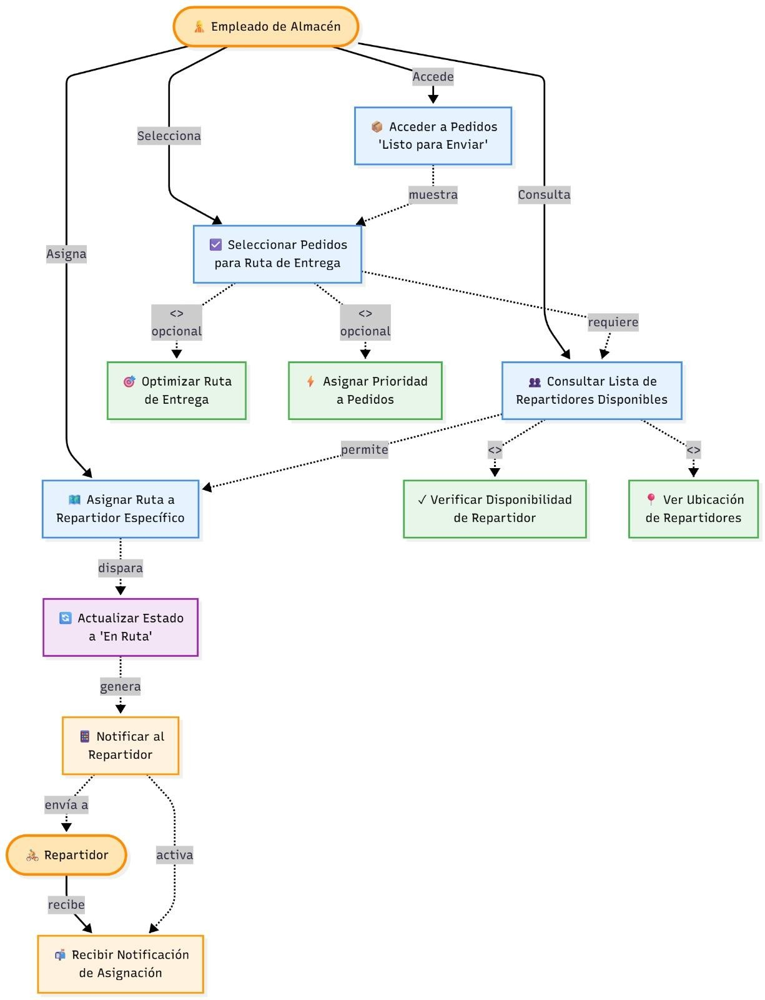 Empleado de Almacén
Accede
📦 Acceder a Pedidos
'Listo para Enviar'
Selecciona
muestra
Consulta
Asigna
Seleccionar Pedidos
para Ruta de Entrega
<>
opcional
<>
opcional
requiere
🎯 Optimizar Ruta
de Entrega
⚡ Asignar Prioridad
a Pedidos
👥 Consultar Lista de
Repartidores Disponibles
permite
<>
<>
🗺️ Asignar Ruta a
Repartidor Específico
✓ Verificar Disponibilidad
de Repartidor
📍 Ver Ubicación
de Repartidores
dispara
🔄 Actualizar Estado
a 'En Ruta'
genera
📱 Notificar al
Repartidor
envía a
🚴 Repartidor
activa
recibe
📬 Recibir Notificación
de Asignación